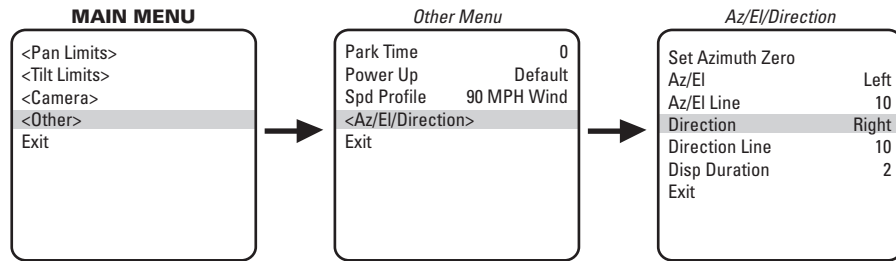 MAIN MENU
<Pan Limits>
<Tilt Limits>
<Camera>
<Other>
Exit
Other Menu
Park Time 0
Power Up Default
Spd Profile 90 MPH Wind
<Az/El/Direction>
Exit
Az/El/Direction
Set Azimuth Zero
Az/El Left
Az/El Line 10
Direction Right
Direction Line 10
Disp Duration 2
Exit